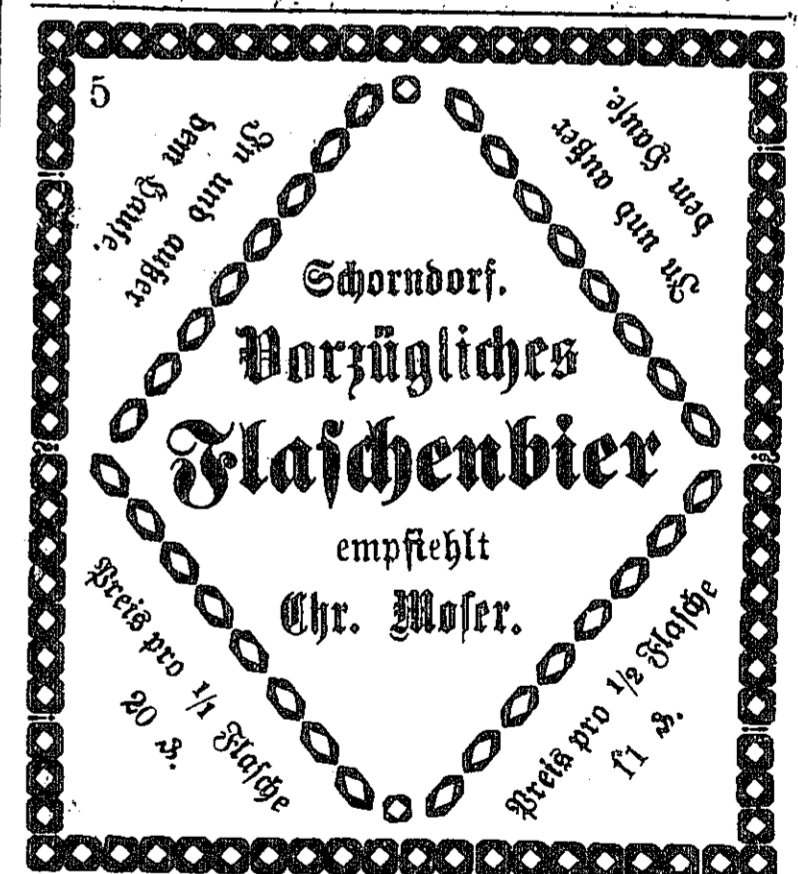 5
In und außer
dem Hause.
In und außer
dem Hause.
Schorndorf.
Vorzügliches
Flaschenbier
empfiehlt
Chr. Moser.
Preis pro 1/1 Flasche
20 ₰.
Preis pro 1/2 Flasche
11 ₰.